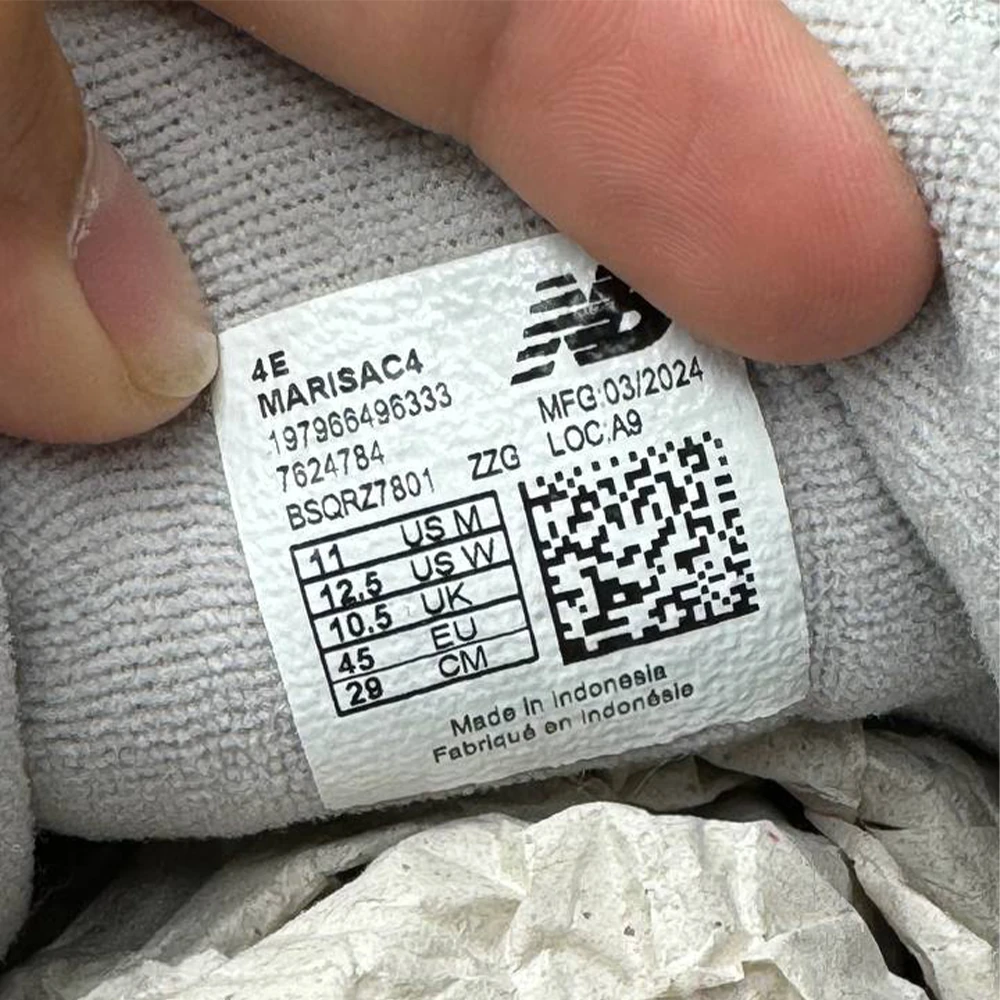 4E
MARISAC4
197966496333
7624784
BSQRZ7801 ZZG
MFG:03/2024
LOC:A9
11 US M
12.5 US W
10.5 UK
45 EU
29 CM
Made in Indonesia
Fabriqué en Indonésie